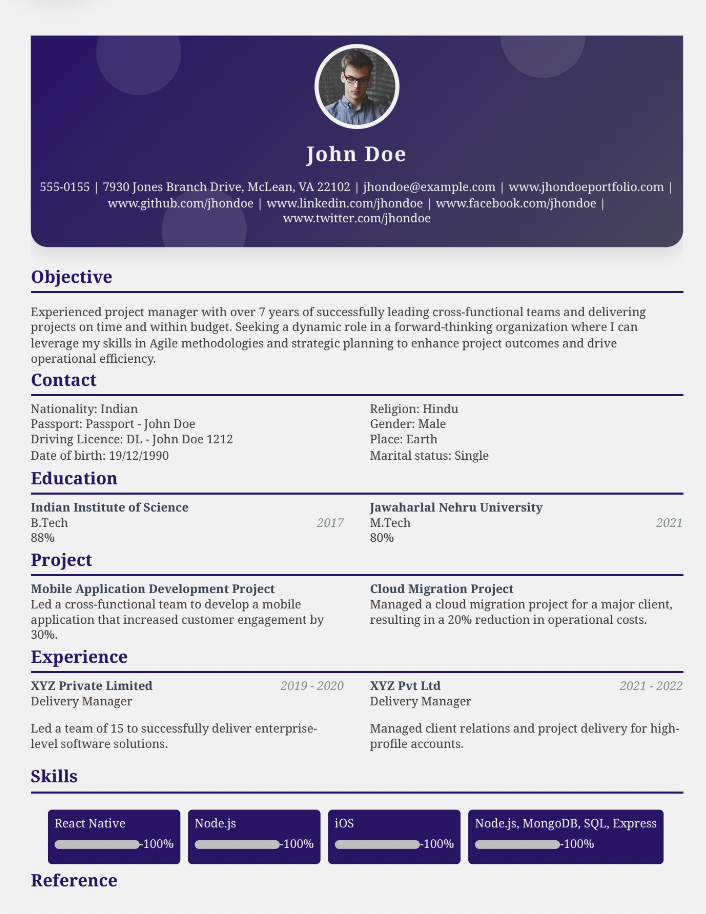 John Doe
555-0155 | 7930 Jones Branch Drive, McLean, VA 22102 | jhondoe@example.com | www.jhondoeportfolio.com |
www.github.com/jhondoe | www.linkedin.com/jhondoe | www.facebook.com/jhondoe |
www.twitter.com/jhondoe
Objective
Experienced project manager with over 7 years of successfully leading cross-functional teams and delivering
projects on time and within budget. Seeking a dynamic role in a forward-thinking organization where I can
leverage my skills in Agile methodologies and strategic planning to enhance project outcomes and drive
operational efficiency.
Contact
Nationality: Indian
Passport: Passport - John Doe
Driving Licence: DL - John Doe 1212
Date of birth: 19/12/1990
Religion: Hindu
Gender: Male
Place: Earth
Marital status: Single
Education
Indian Institute of Science
B.Tech 2017
88%
Jawaharlal Nehru University
M.Tech 2021
80%
Project
Mobile Application Development Project
Led a cross-functional team to develop a mobile
application that increased customer engagement by
30%.
Cloud Migration Project
Managed a cloud migration project for a major client,
resulting in a 20% reduction in operational costs.
Experience
XYZ Private Limited 2019 - 2020
Delivery Manager
Led a team of 15 to successfully deliver enterprise-
level software solutions.
XYZ Pvt Ltd 2021 - 2022
Delivery Manager
Managed client relations and project delivery for high-
profile accounts.
Skills
React Native
-100%
Node.js
-100%
iOS
-100%
Node.js, MongoDB, SQL, Express
-100%
Reference